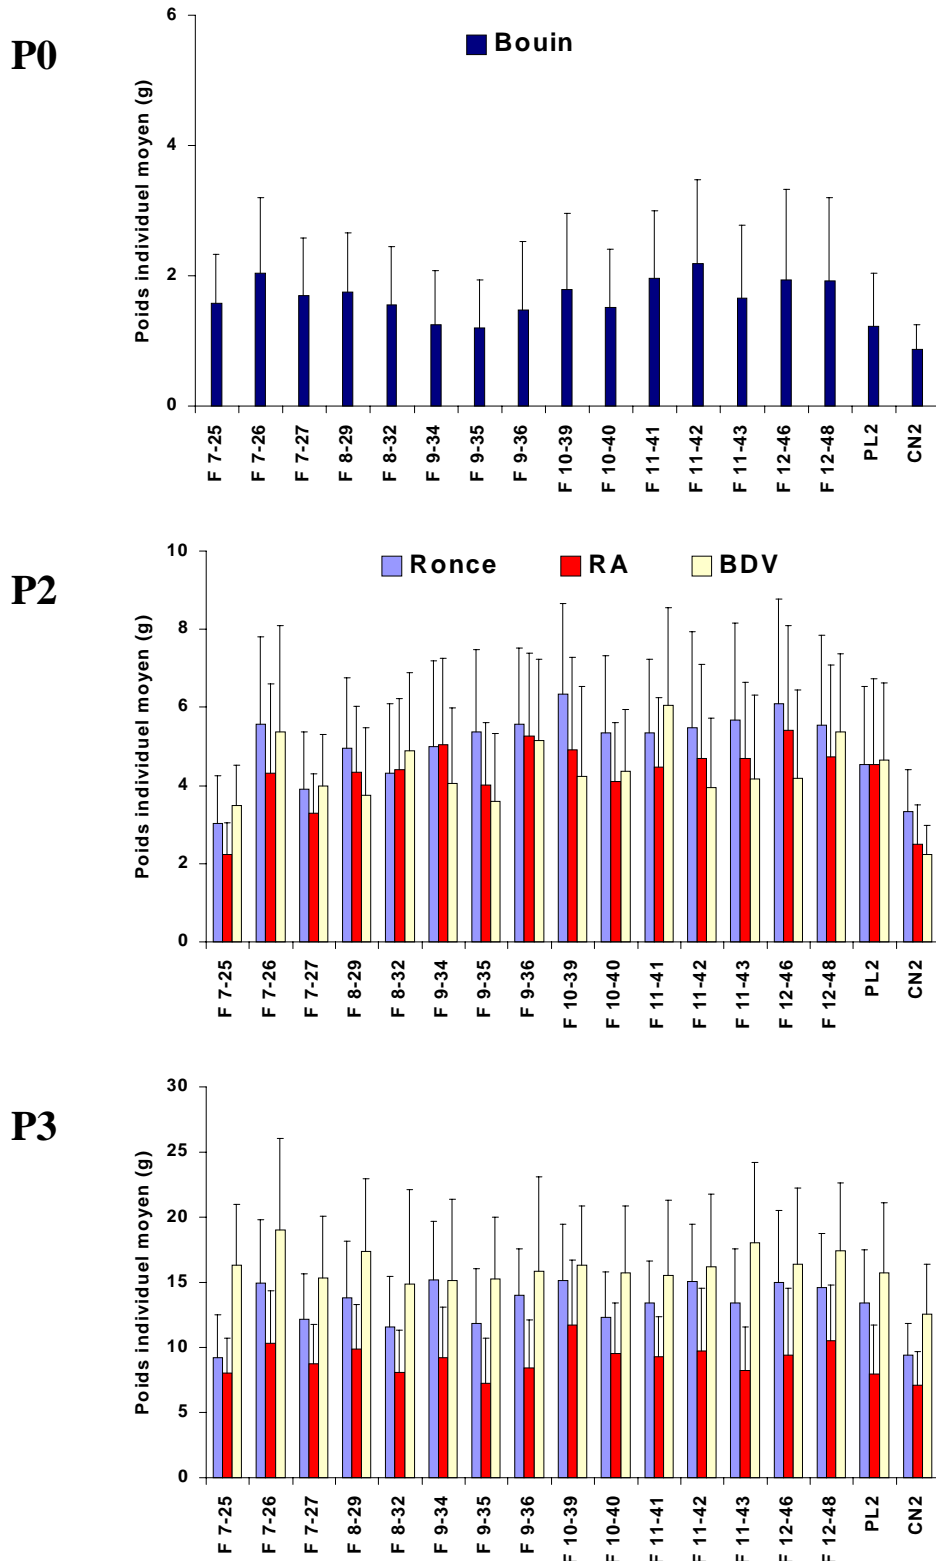 P0
Bouin
Poids individuel moyen (g)
6
4
2
0
F 7-25
F 7-26
F 7-27
F 8-29
F 8-32
F 9-34
F 9-35
F 9-36
F 10-39
F 10-40
F 11-41
F 11-42
F 11-43
F 12-46
F 12-48
PL2
CN2
P2
Ronce RA BDV
Poids individuel moyen (g)
10
8
6
4
2
0
F 7-25
F 7-26
F 7-27
F 8-29
F 8-32
F 9-34
F 9-35
F 9-36
F 10-39
F 10-40
F 11-41
F 11-42
F 11-43
F 12-46
F 12-48
PL2
CN2
P3
Poids individuel moyen (g)
30
25
20
15
10
5
0
F 7-25
F 7-26
F 7-27
F 8-29
F 8-32
F 9-34
F 9-35
F 9-36
F 10-39
F 10-40
F 11-41
F 11-42
F 11-43
F 12-46
F 12-48
PL2
CN2